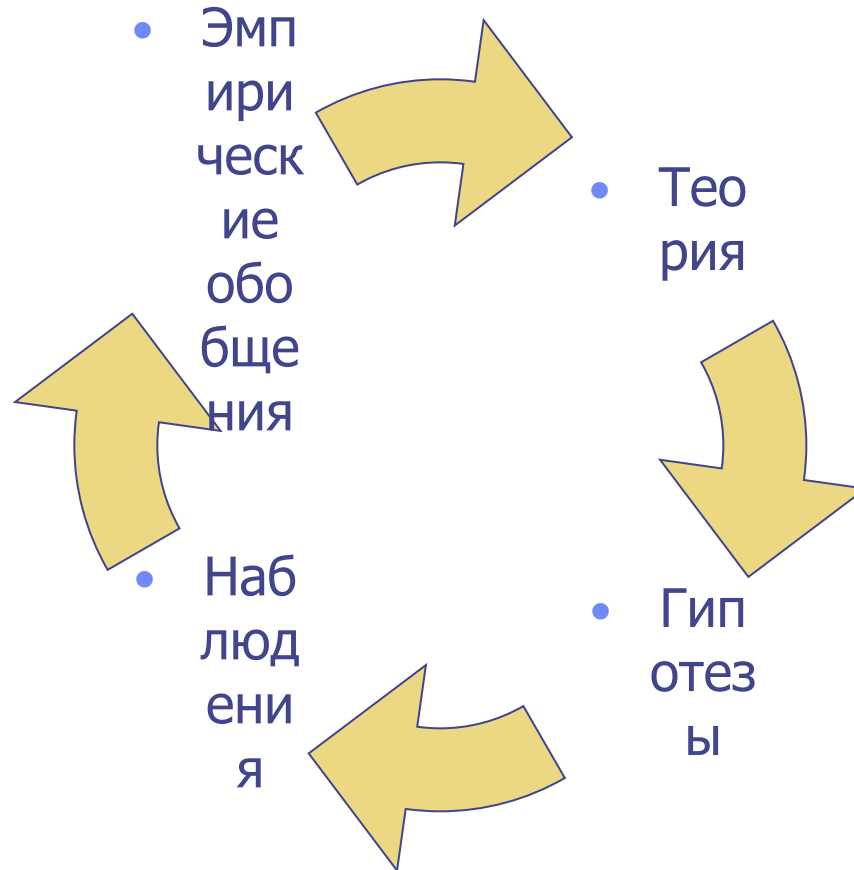 • Эмп
ири
ческ
ие
обо
бще
ния
• Тео
рия
• Гип
отез
ы
• Наб
люд
ени
я